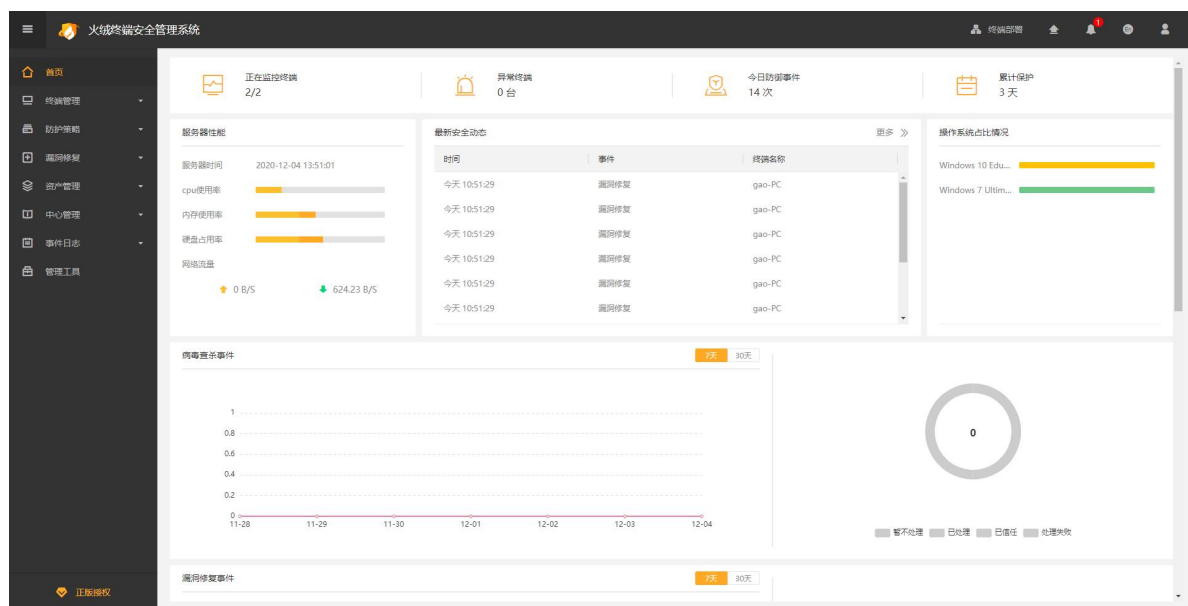 火绒终端安全管理系统
终端部署
1
首页
终端管理
防护策略
漏洞修复
资产管理
中心管理
事件日志
管理工具
正版授权
正在监控终端
2/2
异常终端
0 台
今日防御事件
14 次
累计保护
3 天
服务器性能
服务器时间 2020-12-04 13:51:01
cpu使用率
内存使用率
硬盘占用率
网络流量
0 B/S 624.23 B/S
最新安全动态 更多
时间 事件 终端名称
今天 10:51:29 漏洞修复 gao-PC
今天 10:51:29 漏洞修复 gao-PC
今天 10:51:29 漏洞修复 gao-PC
今天 10:51:29 漏洞修复 gao-PC
今天 10:51:29 漏洞修复 gao-PC
今天 10:51:29 漏洞修复 gao-PC
操作系统占比情况
Windows 10 Edu...
Windows 7 Ultim...
病毒查杀事件 7天 30天
1
0.8
0.6
0.4
0.2
0
11-28 11-29 11-30 12-01 12-02 12-03 12-04
0
暂不处理 已处理 已信任 处理失败
漏洞修复事件 7天 30天